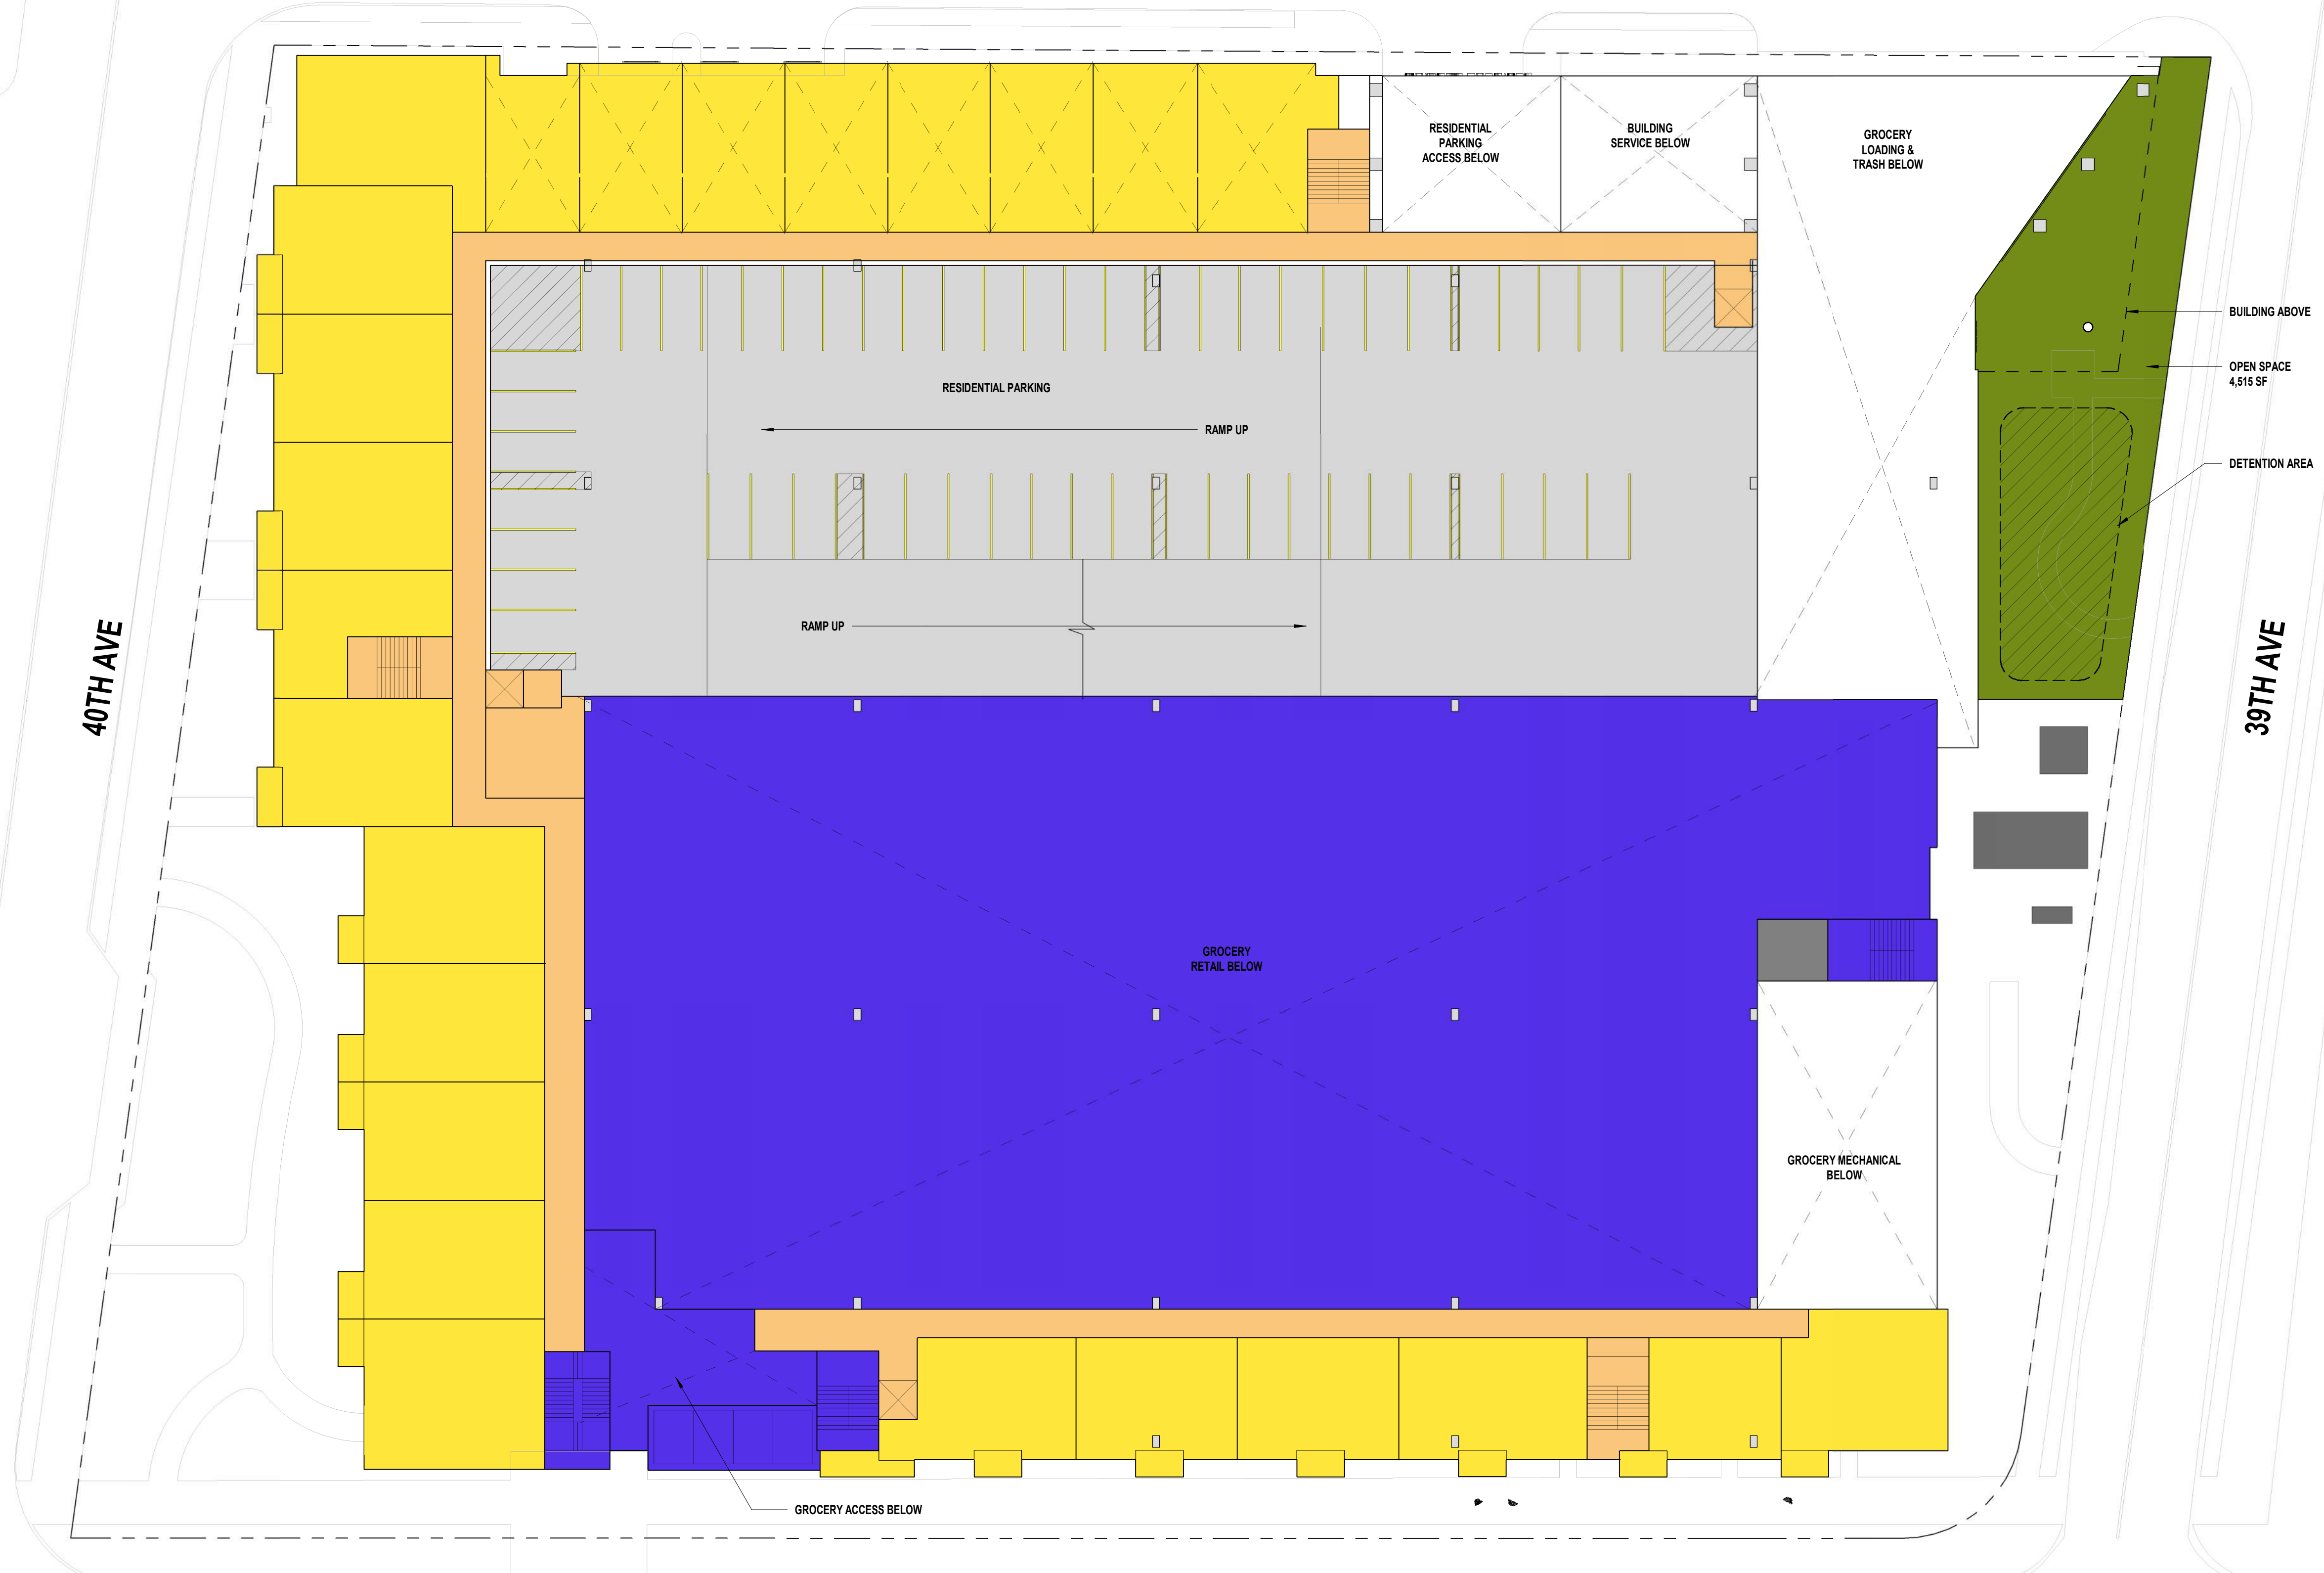 RESIDENTIAL
PARKING
ACCESS BELOW
BUILDING
SERVICE BELOW
GROCERY
LOADING &
TRASH BELOW
BUILDING ABOVE
OPEN SPACE
4,515 SF
RESIDENTIAL PARKING
RAMP UP
DETENTION AREA
RAMP UP
40TH AVE
39TH AVE
GROCERY
RETAIL BELOW
GROCERY MECHANICAL
BELOW
GROCERY ACCESS BELOW